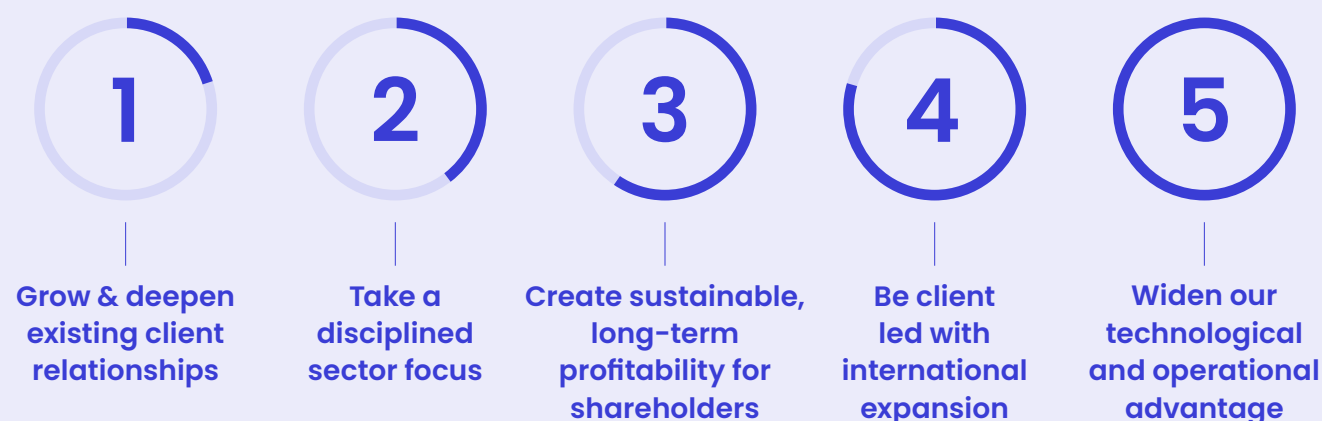 1
Grow & deepen
existing client
relationships
2
Take a
disciplined
sector focus
3
Create sustainable,
long-term
profitability for
shareholders
4
Be client
led with
international
expansion
5
Widen our
technological
and operational
advantage